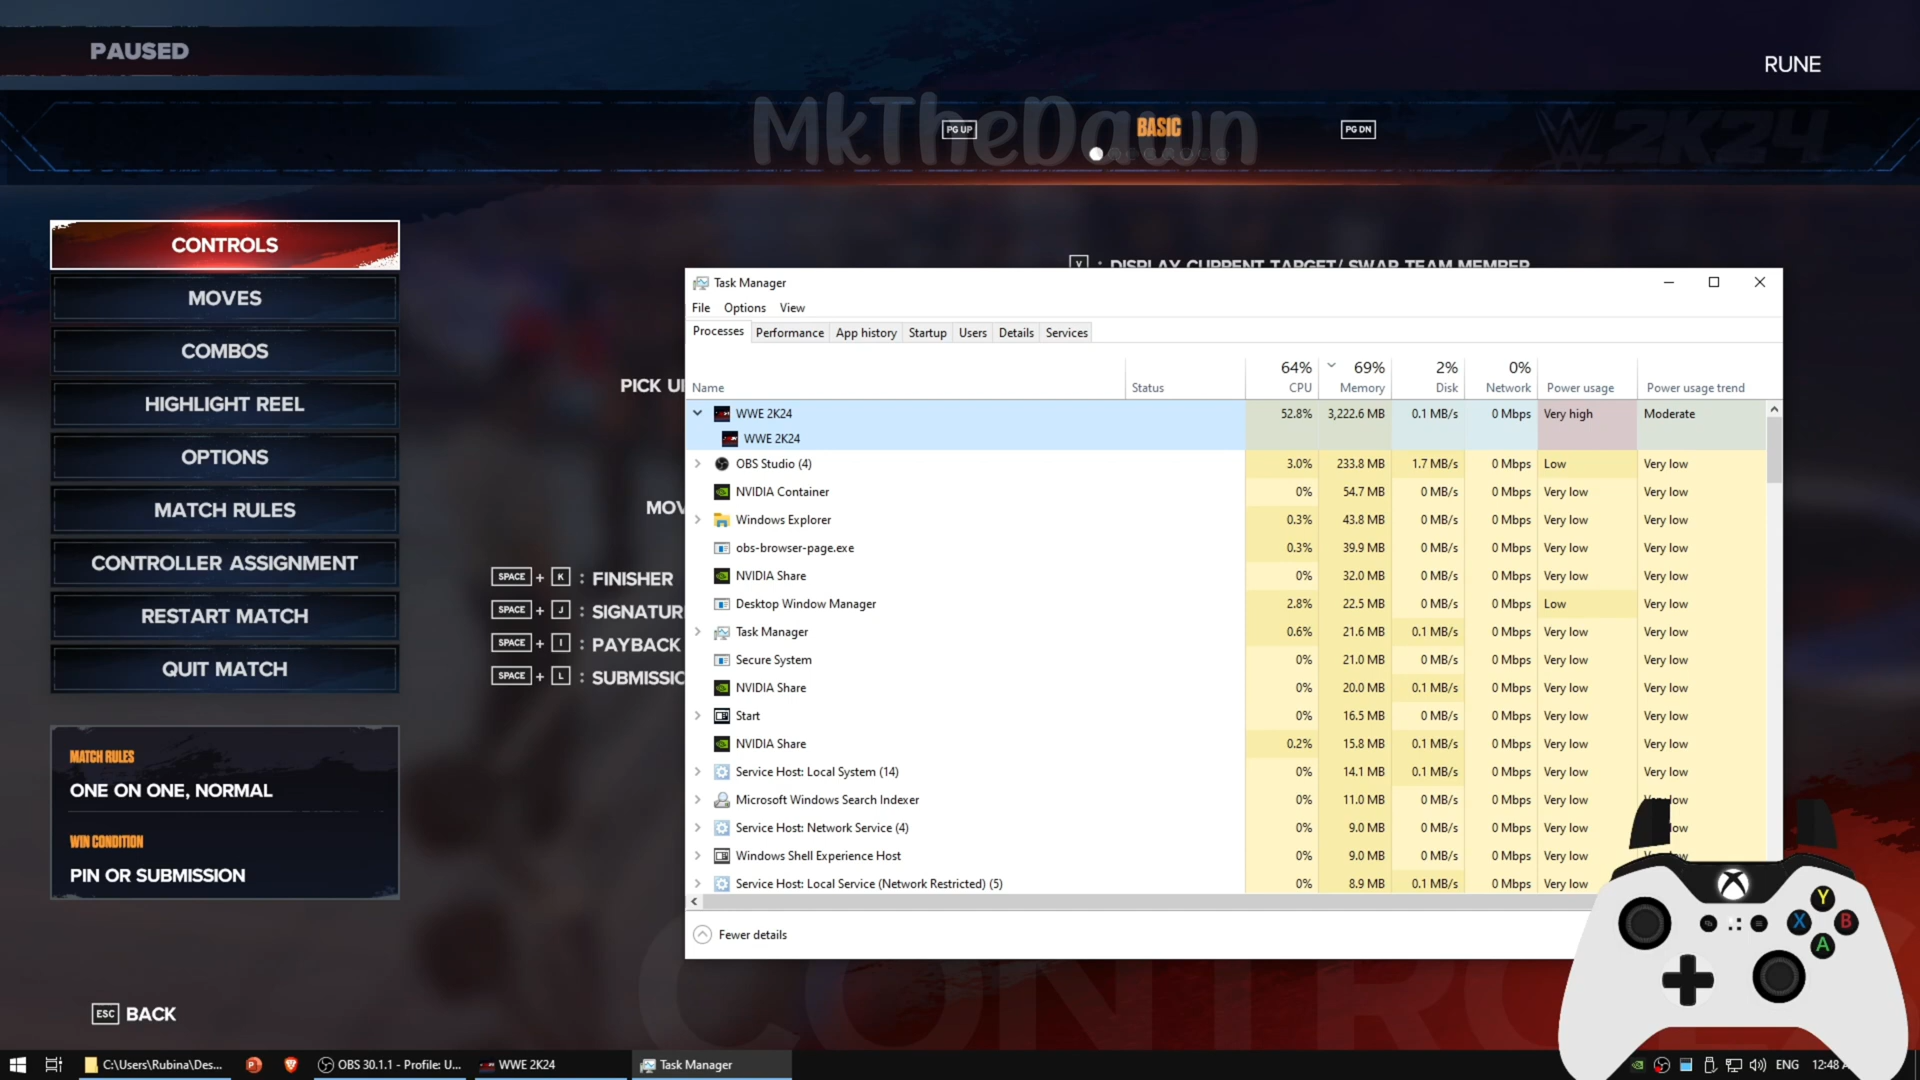 PAUSED
RUNE
MkTheDawn
PG UP
BASIC
PG DN
2K24
CONTROLS
MOVES
COMBOS
HIGHLIGHT REEL
OPTIONS
MATCH RULES
CONTROLLER ASSIGNMENT
RESTART MATCH
QUIT MATCH
MATCH RULES
ONE ON ONE, NORMAL
WIN CONDITION
PIN OR SUBMISSION
ESC BACK
V : DISPLAY CURRENT TARGET/ SWAP TEAM MEMBER
PICK U
MOV
SPACE + K : FINISHER
SPACE + J : SIGNATUR
SPACE + I : PAYBACK
SPACE + L : SUBMISSIO
Task Manager
File Options View
Processes Performance App history Startup Users Details Services
64% 69% 2% 0%
Name Status CPU Memory Disk Network Power usage Power usage trend
WWE 2K24 52.8% 3,222.6 MB 0.1 MB/s 0 Mbps Very high Moderate
WWE 2K24
OBS Studio (4) 3.0% 233.8 MB 1.7 MB/s 0 Mbps Low Very low
NVIDIA Container 0% 54.7 MB 0 MB/s 0 Mbps Very low Very low
Windows Explorer 0.3% 43.8 MB 0 MB/s 0 Mbps Very low Very low
obs-browser-page.exe 0.3% 39.9 MB 0 MB/s 0 Mbps Very low Very low
NVIDIA Share 0% 32.0 MB 0 MB/s 0 Mbps Very low Very low
Desktop Window Manager 2.8% 22.5 MB 0 MB/s 0 Mbps Low Very low
Task Manager 0.6% 21.6 MB 0.1 MB/s 0 Mbps Very low Very low
Secure System 0% 21.0 MB 0 MB/s 0 Mbps Very low Very low
NVIDIA Share 0% 20.0 MB 0.1 MB/s 0 Mbps Very low Very low
Start 0% 16.5 MB 0 MB/s 0 Mbps Very low Very low
NVIDIA Share 0.2% 15.8 MB 0.1 MB/s 0 Mbps Very low Very low
Service Host: Local System (14) 0% 14.1 MB 0.1 MB/s 0 Mbps Very low Very low
Microsoft Windows Search Indexer 0% 11.0 MB 0 MB/s 0 Mbps Very low Very low
Service Host: Network Service (4) 0% 9.0 MB 0 MB/s 0 Mbps Very low low
Windows Shell Experience Host 0% 9.0 MB 0 MB/s 0 Mbps Very low
Service Host: Local Service (Network Restricted) (5) 0% 8.9 MB 0.1 MB/s 0 Mbps Very low
Fewer details
Y
X B
A
C:\Users\Rubina\Des...
OBS 30.1.1 - Profile: U...
WWE 2K24
Task Manager
ENG
12:48